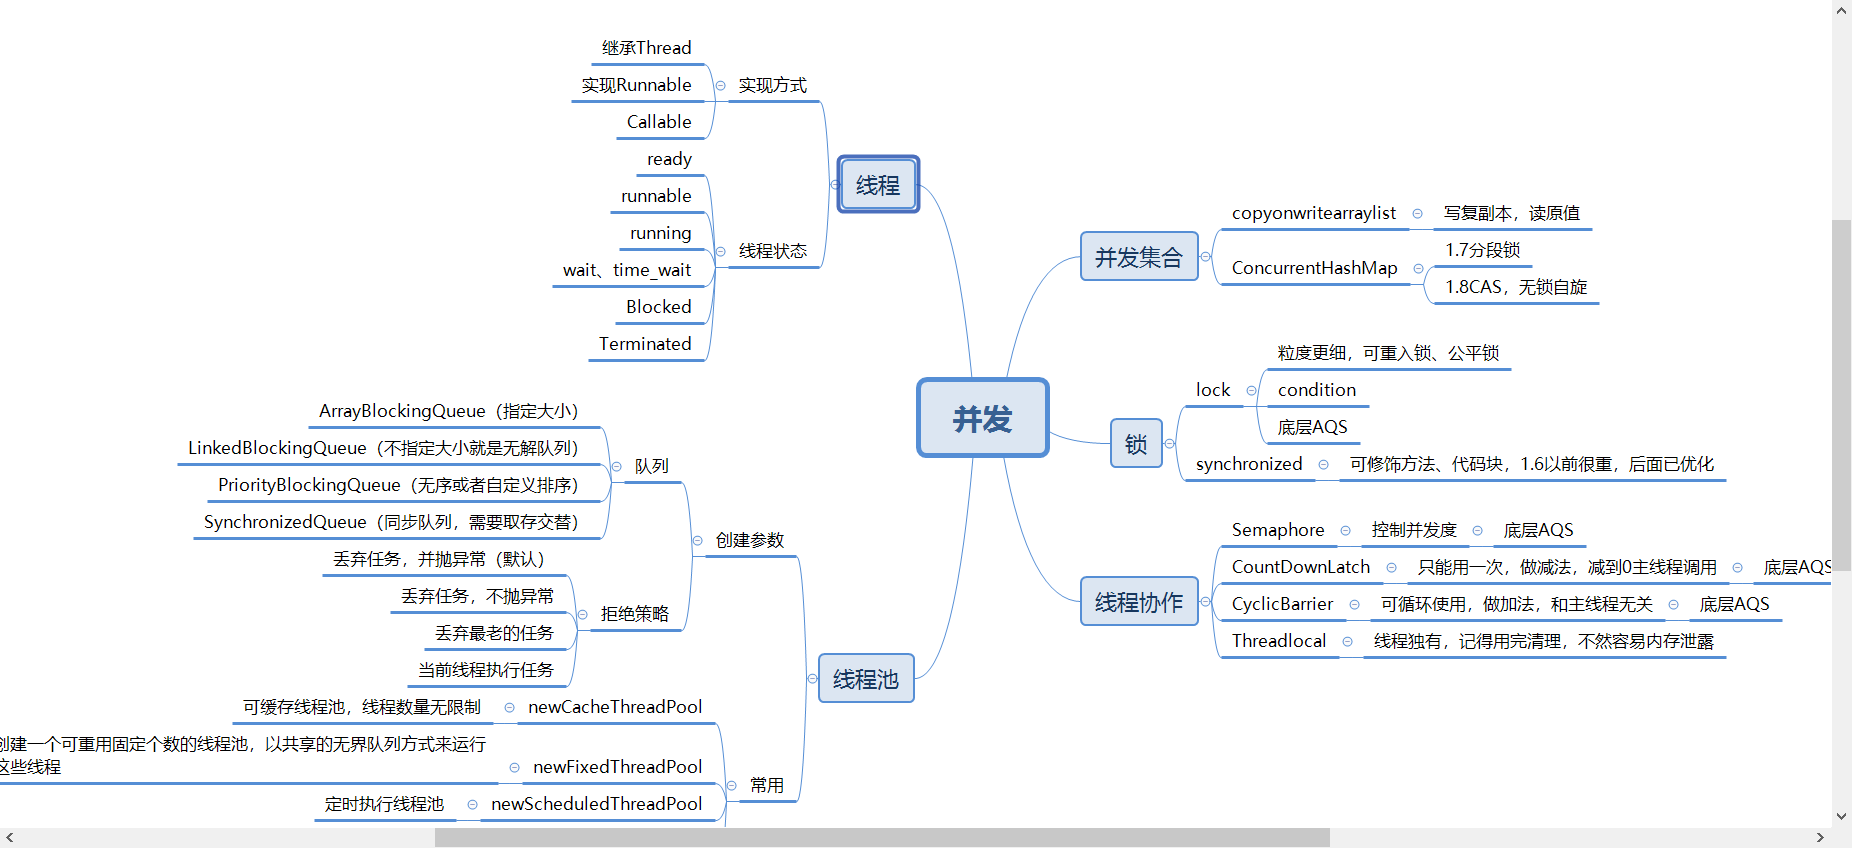 继承Thread
实现Runnable
Callable
实现方式
ready
runnable
running
wait、time_wait
Blocked
Terminated
线程状态
线程
ArrayBlockingQueue（指定大小）
LinkedBlockingQueue（不指定大小就是无解队列）
PriorityBlockingQueue（无序或者自定义排序）
SynchronizedQueue（同步队列，需要取存交替）
队列
丢弃任务，并抛异常（默认）
丢弃任务，不抛异常
丢弃最老的任务
当前线程执行任务
拒绝策略
创建参数
可缓存线程池，线程数量无限制
newCacheThreadPool
创建一个可重用固定个数的线程池，以共享的无界队列方式来运行
这些线程
newFixedThreadPool
定时执行线程池
newScheduledThreadPool
常用
线程池
并发
并发集合
copyonwritearraylist
写复副本，读原值
ConcurrentHashMap
1.7分段锁
1.8CAS，无锁自旋
锁
lock
粒度更细，可重入锁、公平锁
condition
底层AQS
synchronized
可修饰方法、代码块，1.6以前很重，后面已优化
线程协作
Semaphore
控制并发度
底层AQS
CountDownLatch
只能用一次，做减法，减到0主线程调用
底层AQS
CyclicBarrier
可循环使用，做加法，和主线程无关
底层AQS
Threadlocal
线程独有，记得用完清理，不然容易内存泄露